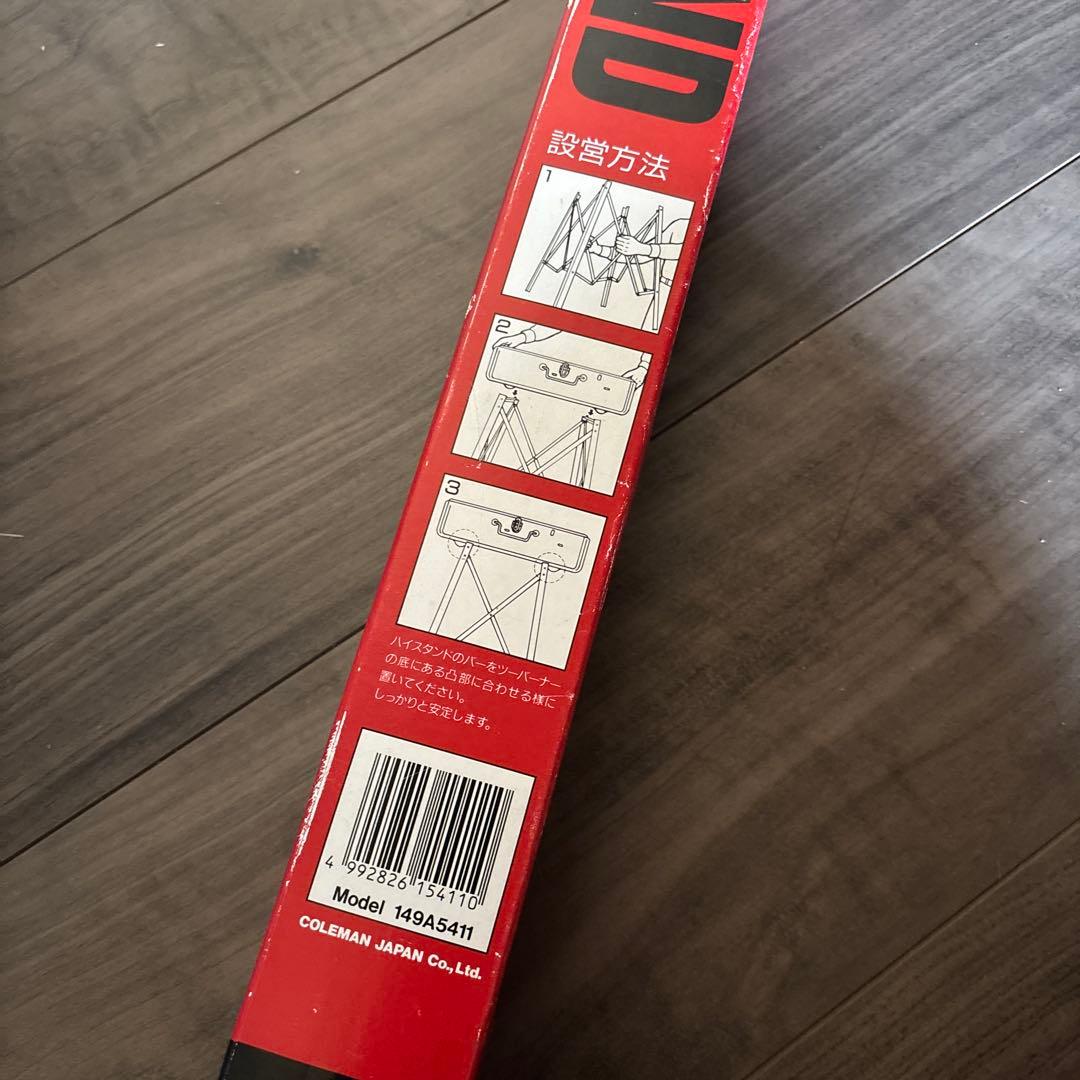 ND
設営方法
1
2
3
ハイスタンドのバーをツーバーナー
の底にある凸部に合わせる様に
置いてください。
しっかりと安定します。
4 992826 154110
Model 149A5411
COLEMAN JAPAN Co.,Ltd.